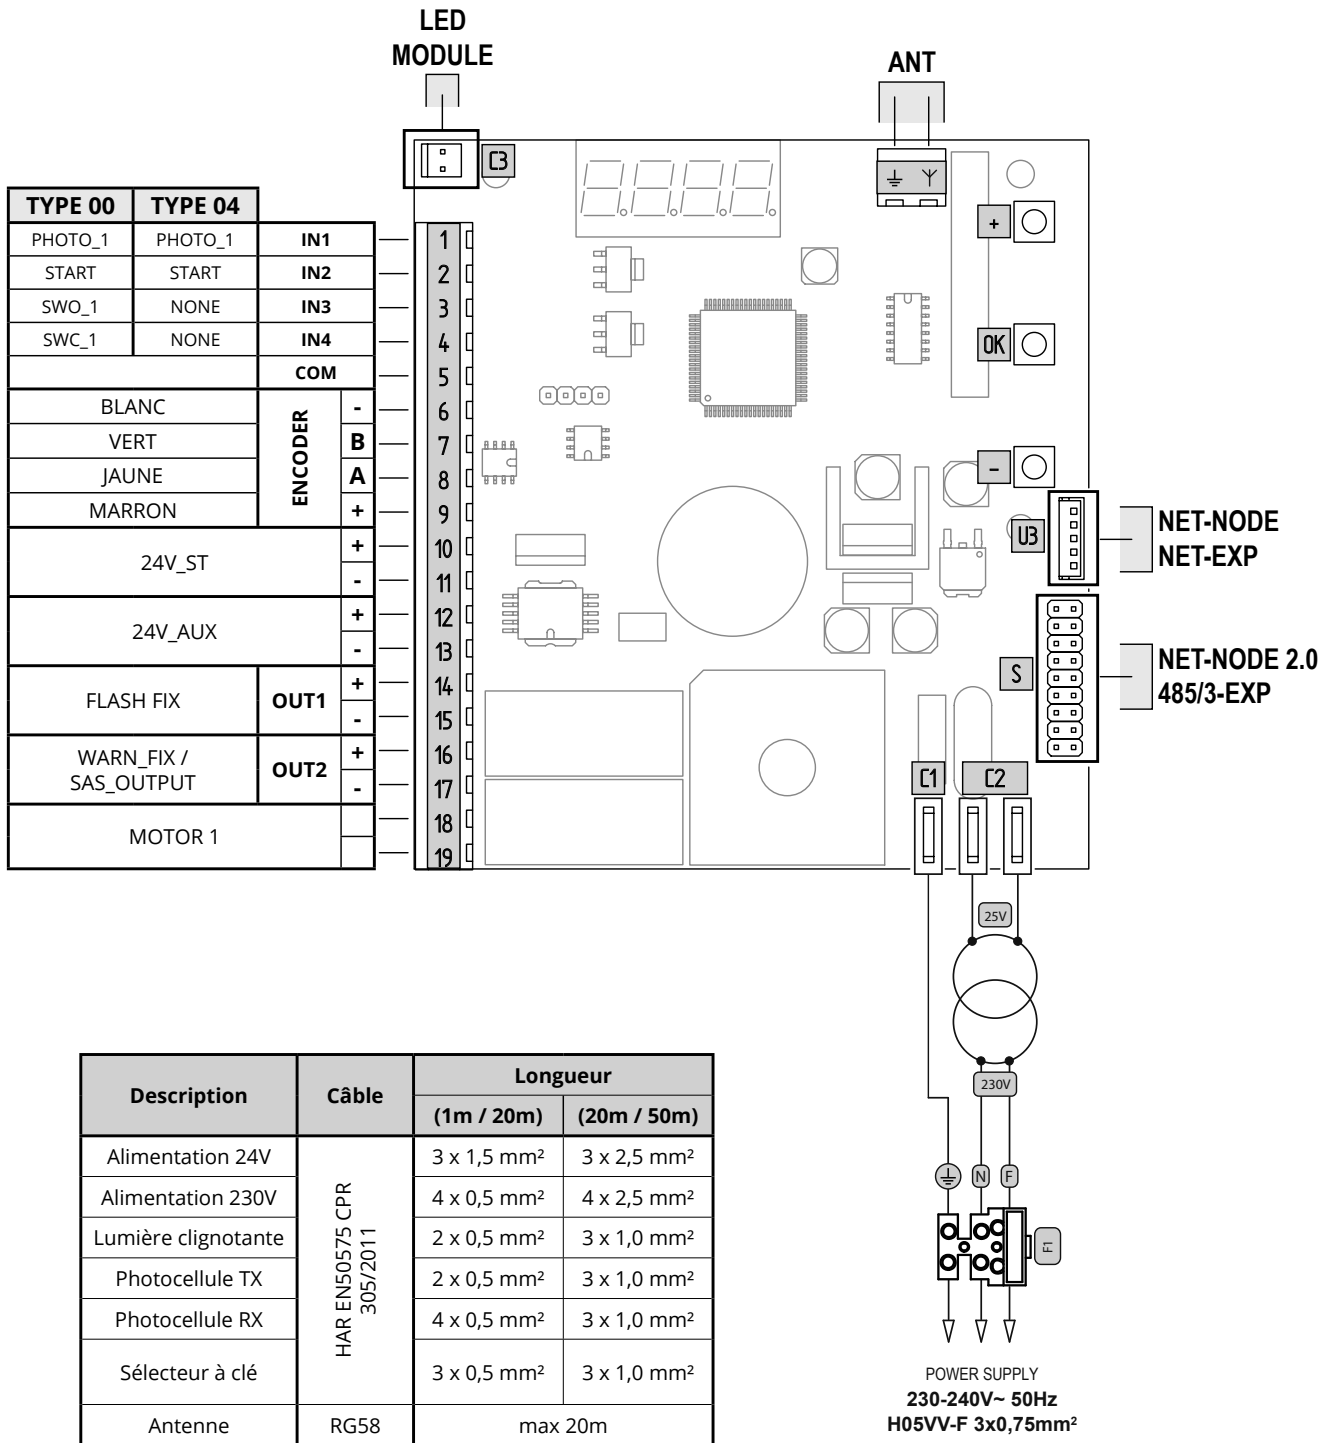 LED
MODULE
ANT
C3
TYPE 00 TYPE 04
PHOTO_1 PHOTO_1 IN1 1
START START IN2 2
SWO_1 NONE IN3 3
SWC_1 NONE IN4 4
COM 5
ENCODER
BLANC - 6
VERT B 7
JAUNE A 8
MARRON + 9
24V_ST
+ 10
- 11
24V_AUX
+ 12
- 13
FLASH FIX OUT1
+ 14
- 15
WARN_FIX /
SAS_OUTPUT
OUT2
+ 16
- 17
MOTOR 1
18
19
+
OK
-
U3
NET-NODE
NET-EXP
S
NET-NODE 2.0
485/3-EXP
C1 C2
25V
230V
N F
F1
POWER SUPPLY
230-240V~ 50Hz
H05VV-F 3x0,75mm²
Description Câble Longueur
(1m / 20m) (20m / 50m)
HAR EN50575 CPR
305/2011
Alimentation 24V 3 x 1,5 mm² 3 x 2,5 mm²
Alimentation 230V 4 x 0,5 mm² 4 x 2,5 mm²
Lumière clignotante 2 x 0,5 mm² 3 x 1,0 mm²
Photocellule TX 2 x 0,5 mm² 3 x 1,0 mm²
Photocellule RX 4 x 0,5 mm² 3 x 1,0 mm²
Sélecteur à clé 3 x 0,5 mm² 3 x 1,0 mm²
Antenne RG58 max 20m